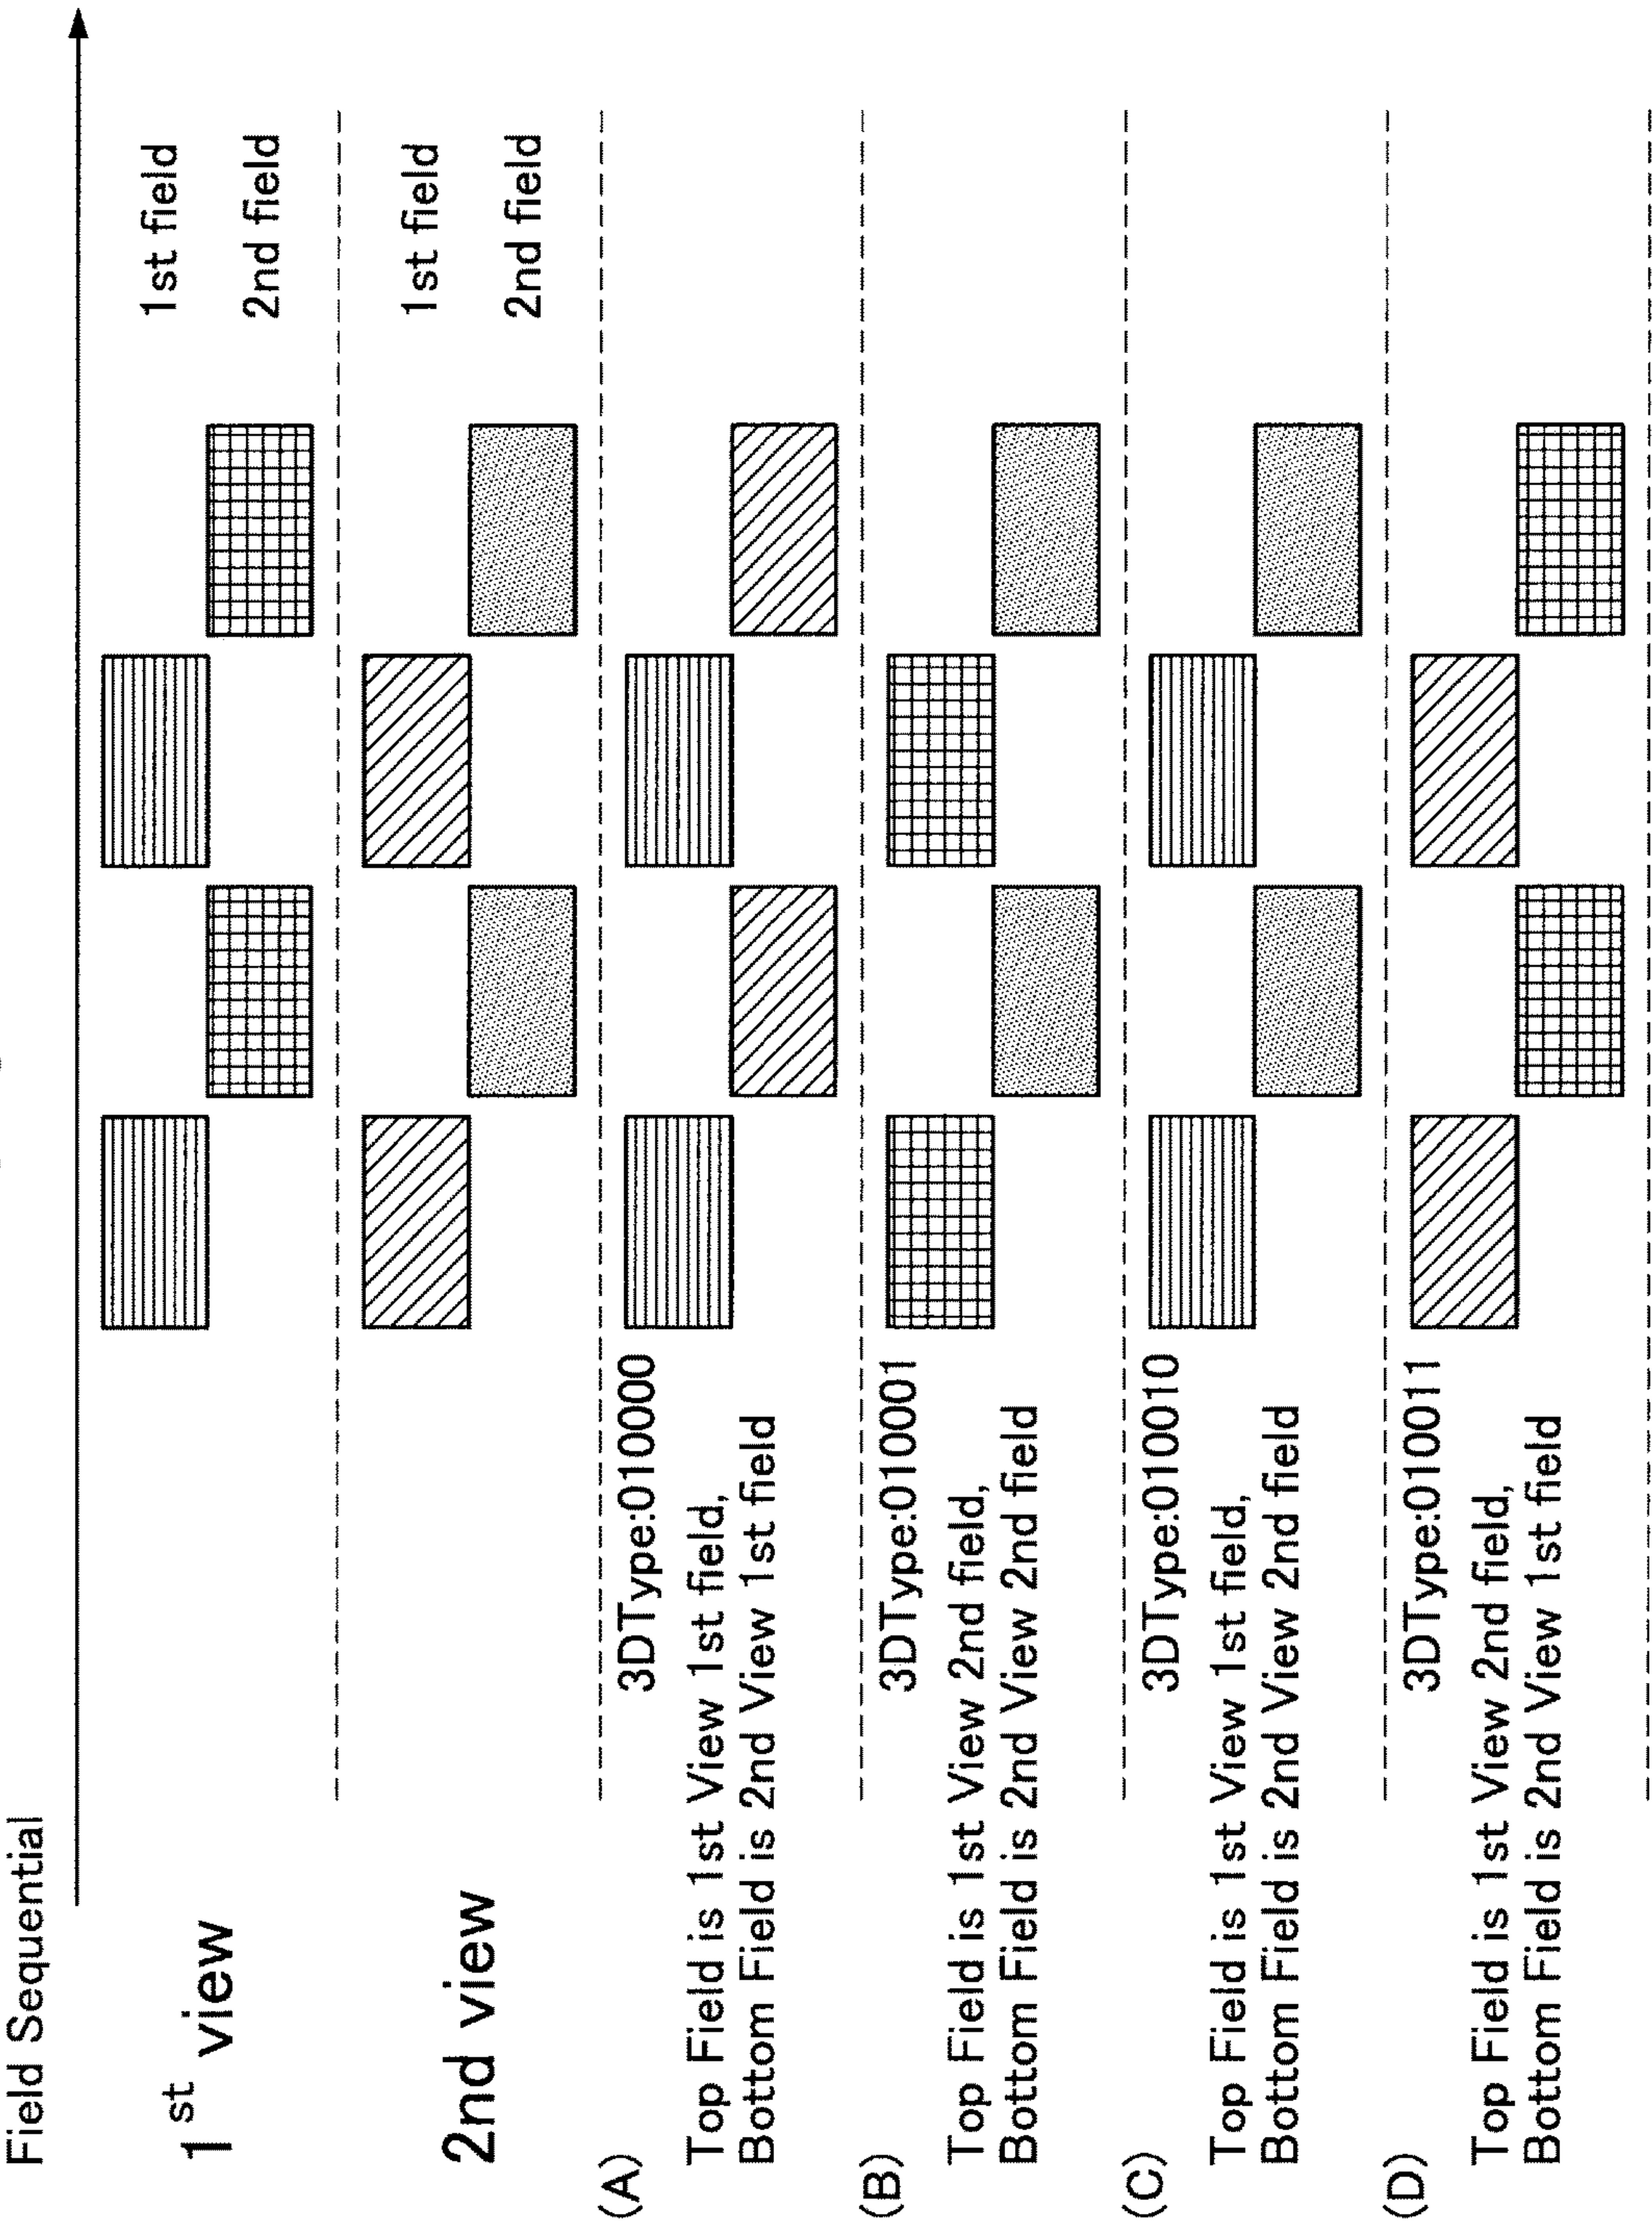 Field Sequential
1st view
1st field
2nd field
2nd view
1st field
2nd field
(A)
3DType:010000
Top Field is 1st View 1st field,
Bottom Field is 2nd View 1st field
(B)
3DType:010001
Top Field is 1st View 2nd field,
Bottom Field is 2nd View 2nd field
(C)
3DType:010010
Top Field is 1st View 1st field,
Bottom Field is 2nd View 2nd field
(D)
3DType:010011
Top Field is 1st View 2nd field,
Bottom Field is 2nd View 1st field